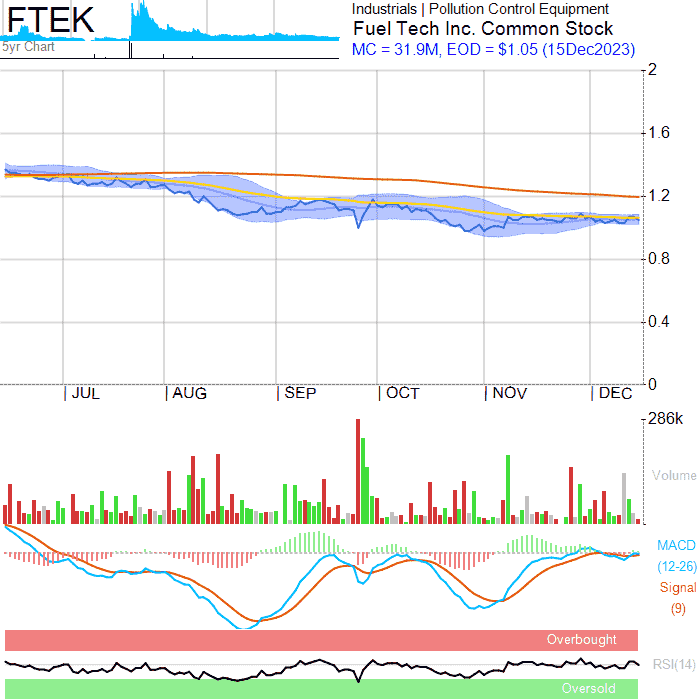 FTEK
5yr Chart
Industrials | Pollution Control Equipment
Fuel Tech Inc. Common Stock
MC = 31.9M, EOD = $1.05 (15Dec2023)
2
1.6
1.2
0.8
0.4
0
JUL AUG SEP OCT NOV DEC
286k
Volume
MACD
(12-26)
Signal
(9)
Overbought
RSI(14)
Oversold